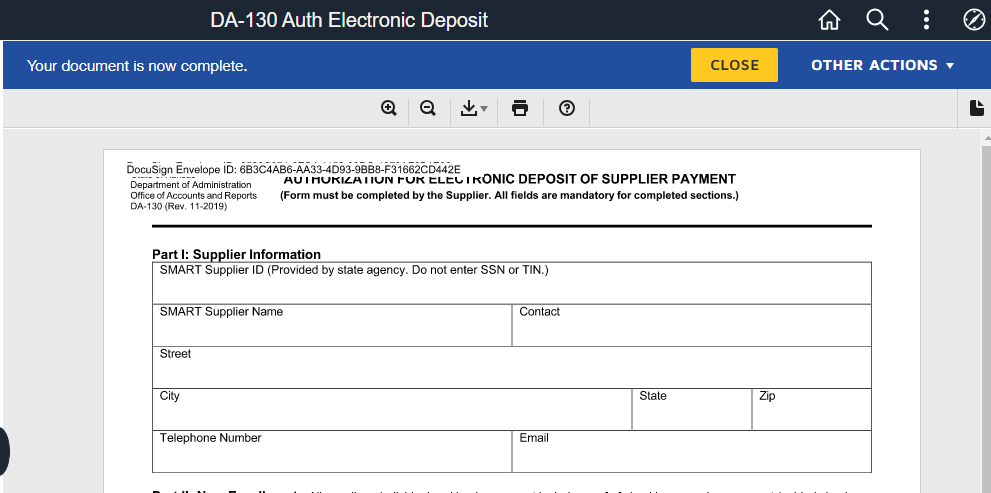 DA-130 Auth Electronic Deposit
Your document is now complete.
CLOSE
OTHER ACTIONS
DocuSign Envelope ID: 6B3C4AB6-AA33-4D93-9BB8-F31662CD442E
Department of Administration
Office of Accounts and Reports
DA-130 (Rev. 11-2019)
AUTHORIZATION FOR ELECTRONIC DEPOSIT OF SUPPLIER PAYMENT
(Form must be completed by the Supplier. All fields are mandatory for completed sections.)
Part I: Supplier Information
SMART Supplier ID (Provided by state agency. Do not enter SSN or TIN.)
SMART Supplier Name
Contact
Street
City
State
Zip
Telephone Number
Email